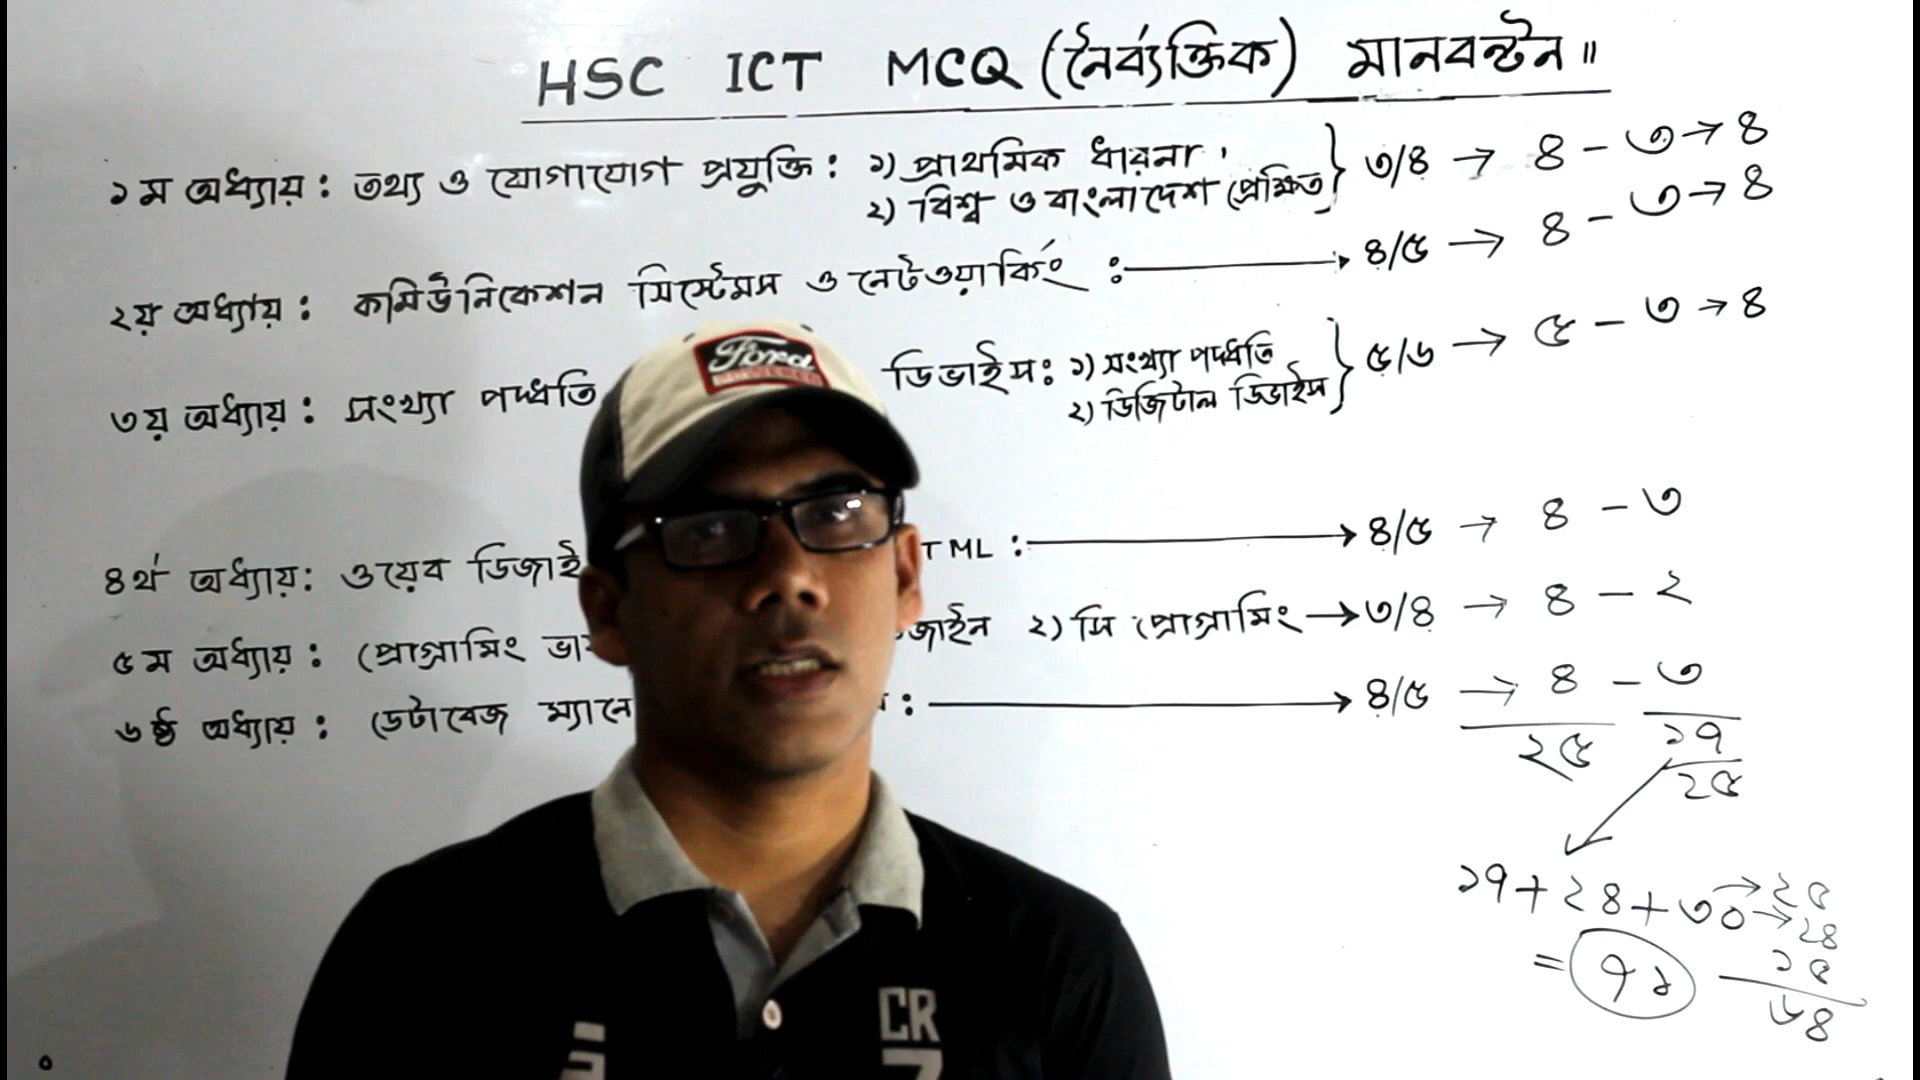 HSC ICT MCQ (নৈর্ব্যক্তিক) মানবন্টন ॥
১ম অধ্যায় : তথ্য ও যোগাযোগ প্রযুক্তি : ১) প্রাথমিক ধারনা , } ৩/৪ → ৪ - ৩ → ৪
২) বিশ্ব ও বাংলাদেশ প্রেক্ষিত
২য় অধ্যায় : কমিউনিকেশন সিস্টেমস ও নেটওয়ার্কিং : → ৪/৫ → ৪ - ৩ → ৪
৩য় অধ্যায় : সংখ্যা পদ্ধতি ডিভাইস : ১) সংখ্যা পদ্ধতি } ৫/৬ → ৫ - ৩ → ৪
২) ডিজিটাল ডিভাইস
৪র্থ অধ্যায় : ওয়েব ডিজাই TML : → ৪/৫ → ৪ - ৩
৫ম অধ্যায় : প্রোগ্রামিং ভা জাইন ২) সি প্রোগ্রামিং → ৩/৪ → ৪ - ২
৬ষ্ঠ অধ্যায় : ডেটাবেজ ম্যানে : → ৪/৫ → ৪ - ৩
২৫ ১৭
২৫
১৭ + ২৪ + ৩০ → ২৫
→ ২৪
= ৭১ ১৫
৬৪
Ford
CR
7